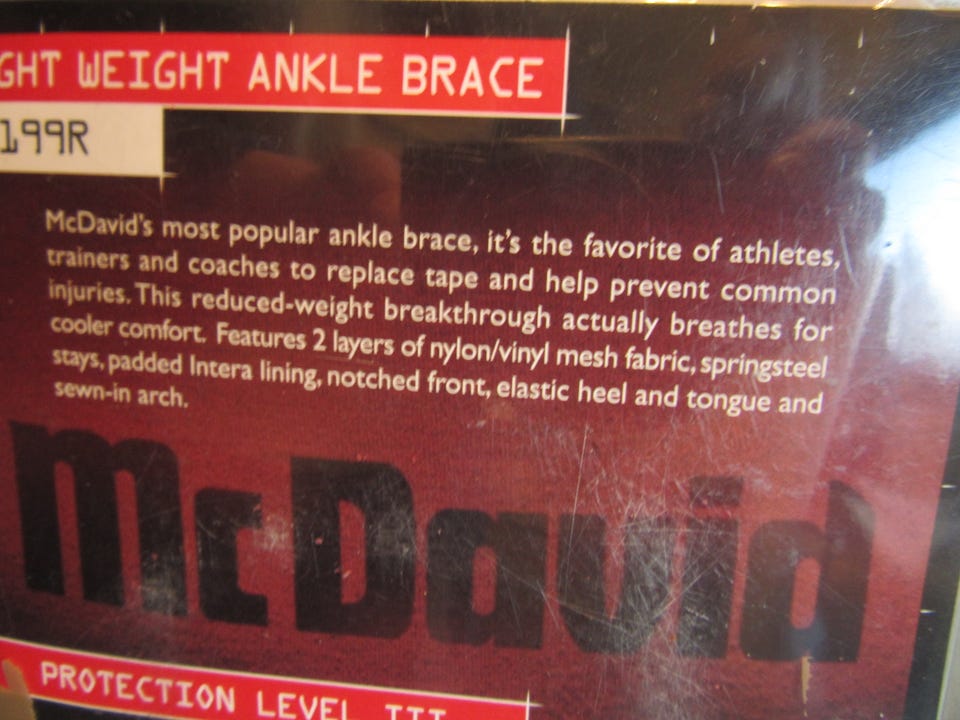 GHT WEIGHT ANKLE BRACE
199R
McDavid's most popular ankle brace, it's the favorite of athletes,
trainers and coaches to replace tape and help prevent common
injuries. This reduced-weight breakthrough actually breathes for
cooler comfort. Features 2 layers of nylon/vinyl mesh fabric, springsteel
stays, padded Intera lining, notched front, elastic heel and tongue and
sewn-in arch.
McDavid
PROTECTION LEVEL III